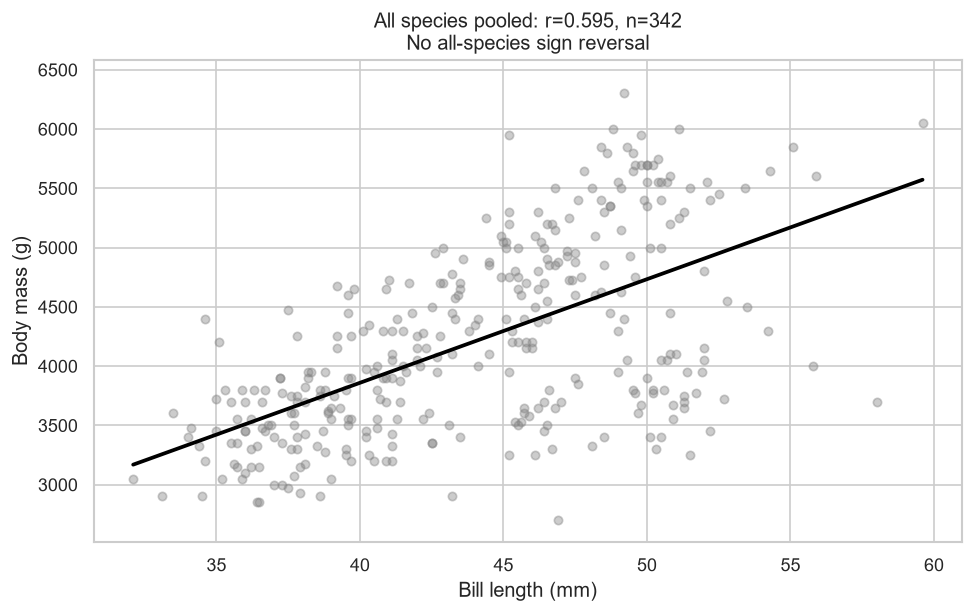 All species pooled: r=0.595, n=342
No all-species sign reversal
6500
6000
5500
5000
4500
4000
3500
3000
Body mass (g)
35 40 45 50 55 60
Bill length (mm)